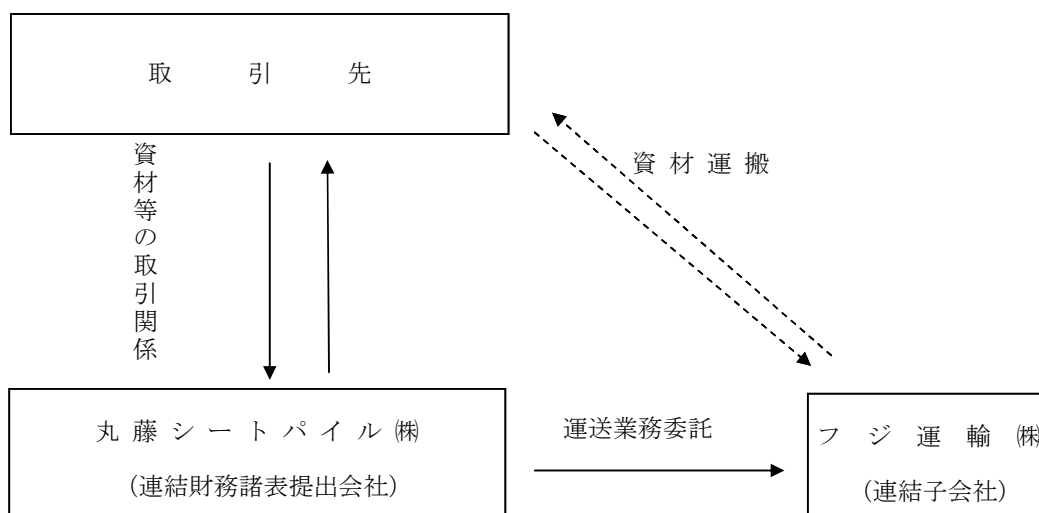 取引先
資材等の取引関係
資材運搬
丸藤シートパイル㈱
(連結財務諸表提出会社)
運送業務委託
フジ運輸㈱
(連結子会社)